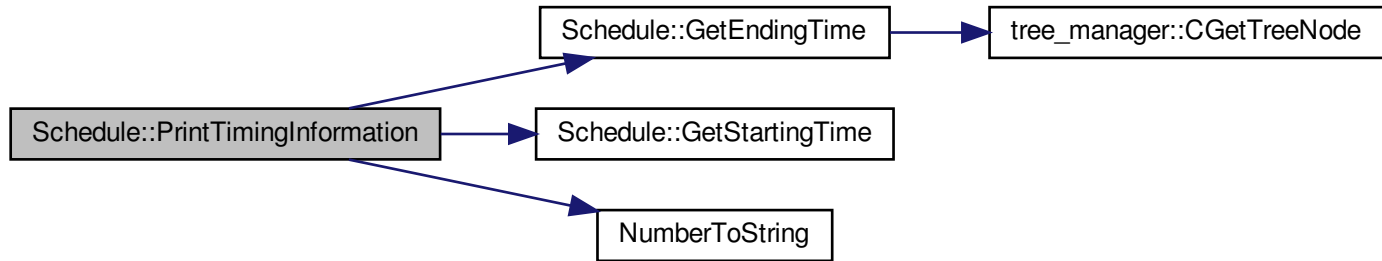 Schedule::GetEndingTime
tree_manager::CGetTreeNode
Schedule::PrintTimingInformation
Schedule::GetStartingTime
NumberToString